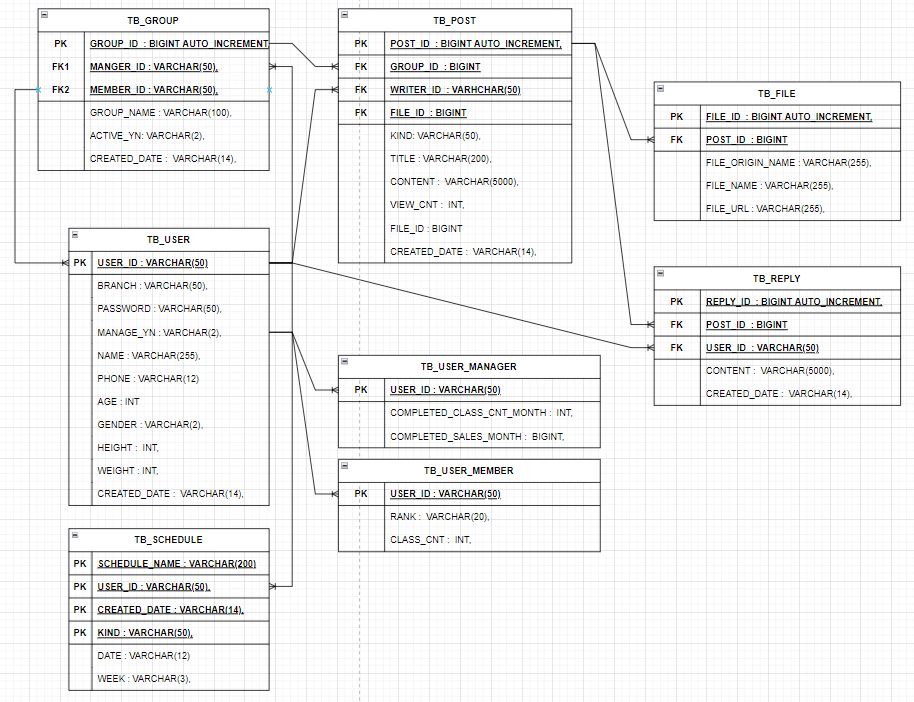 TB_GROUP
PK GROUP_ID : BIGINT AUTO_INCREMENT
FK1 MANGER_ID : VARCHAR(50),
FK2 MEMBER_ID : VARCHAR(50),
GROUP_NAME : VARCHAR(100),
ACTIVE_YN: VARCHAR(2),
CREATED_DATE : VARCHAR(14),
TB_POST
PK POST_ID : BIGINT AUTO_INCREMENT,
FK GROUP_ID : BIGINT
FK WRITER_ID : VARHCHAR(50)
FK FILE_ID : BIGINT
KIND: VARCHAR(50),
TITLE : VARCHAR(200),
CONTENT : VARCHAR(5000),
VIEW_CNT : INT,
FILE_ID : BIGINT
CREATED_DATE : VARCHAR(14),
TB_FILE
PK FILE_ID : BIGINT AUTO_INCREMENT,
FK POST_ID : BIGINT
FILE_ORIGIN_NAME : VARCHAR(255),
FILE_NAME : VARCHAR(255),
FILE_URL : VARCHAR(255),
TB_USER
PK USER_ID : VARCHAR(50)
BRANCH : VARCHAR(50),
PASSWORD : VARCHAR(50),
MANAGE_YN : VARCHAR(2),
NAME : VARCHAR(255),
PHONE : VARCHAR(12)
AGE : INT
GENDER : VARCHAR(2),
HEIGHT : INT,
WEIGHT : INT,
CREATED_DATE : VARCHAR(14),
TB_REPLY
PK REPLY_ID : BIGINT AUTO_INCREMENT,
FK POST_ID : BIGINT
FK USER_ID : VARCHAR(50)
CONTENT : VARCHAR(5000),
CREATED_DATE : VARCHAR(14),
TB_USER_MANAGER
PK USER_ID : VARCHAR(50)
COMPLETED_CLASS_CNT_MONTH : INT,
COMPLETED_SALES_MONTH : BIGINT,
TB_USER_MEMBER
PK USER_ID : VARCHAR(50)
RANK : VARCHAR(20),
CLASS_CNT : INT,
TB_SCHEDULE
PK SCHEDULE_NAME : VARCHAR(200)
PK USER_ID : VARCHAR(50),
PK CREATED_DATE : VARCHAR(14),
PK KIND : VARCHAR(50),
DATE : VARCHAR(12)
WEEK : VARCHAR(3),